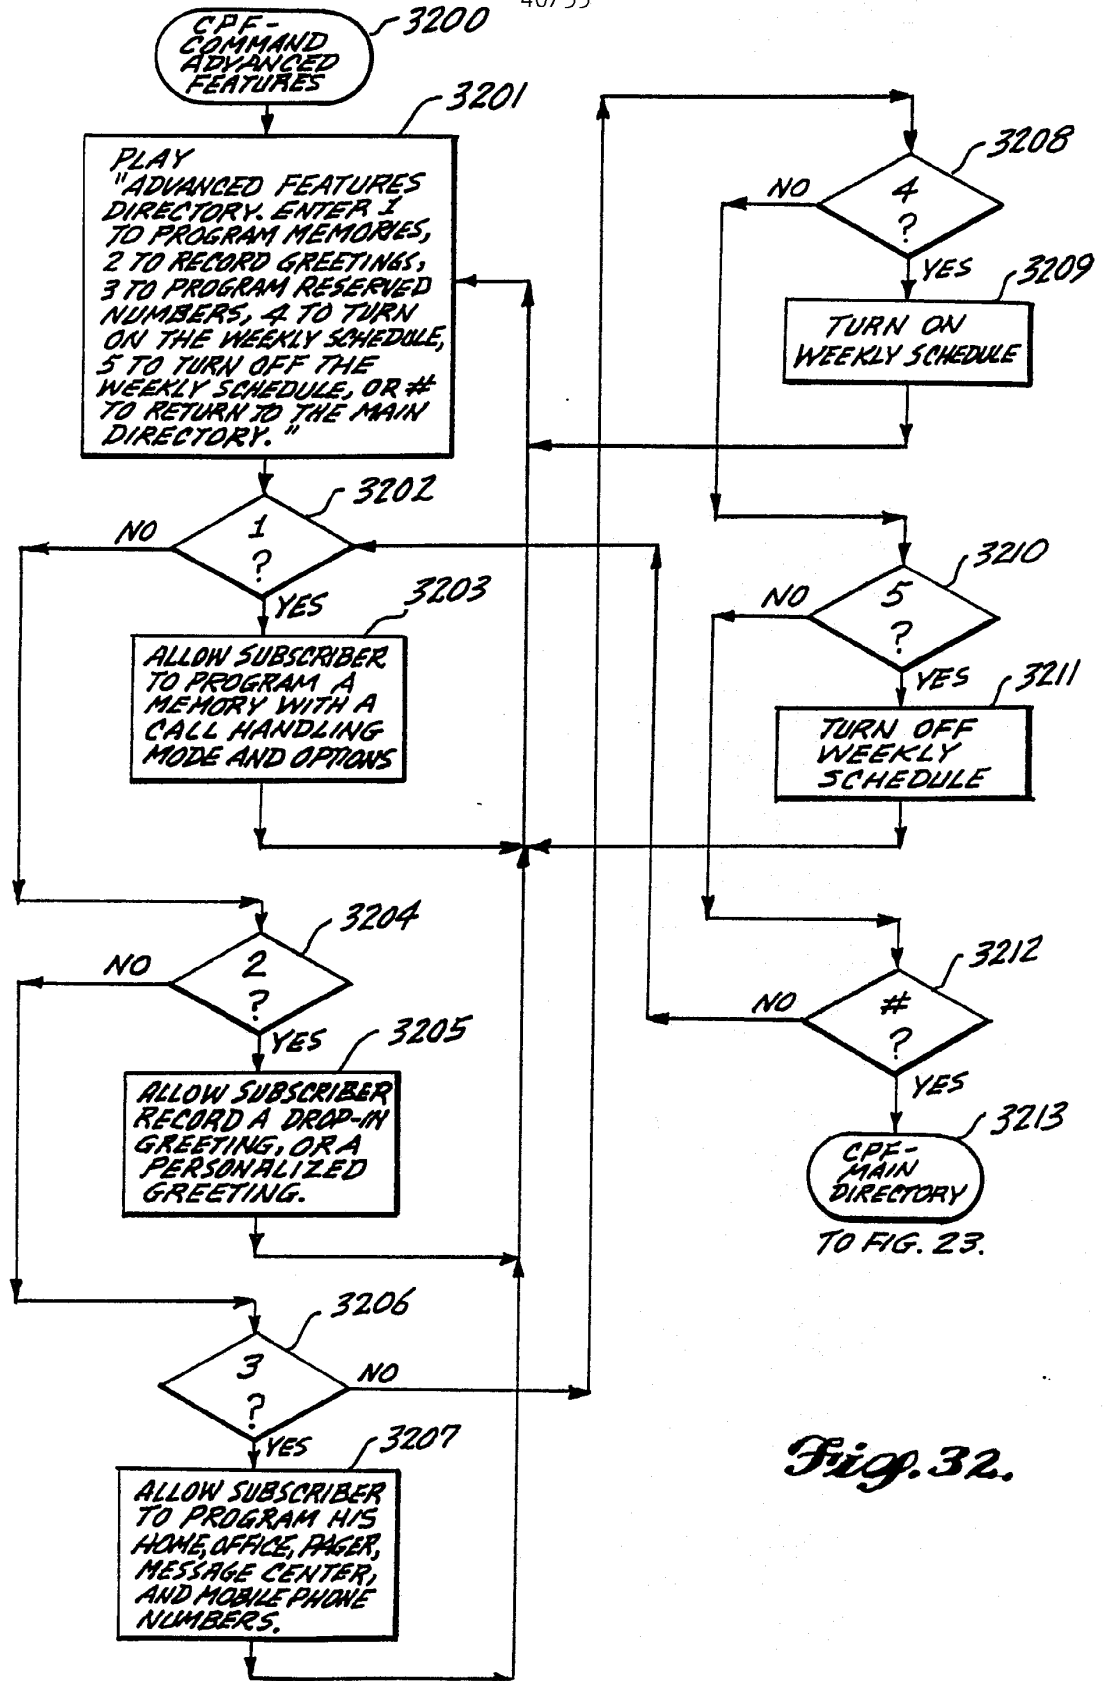 40/55
CPF-
COMMAND
ADVANCED
FEATURES
3200
3201
PLAY
"ADVANCED FEATURES
DIRECTORY. ENTER 1
TO PROGRAM MEMORIES,
2 TO RECORD GREETINGS,
3 TO PROGRAM RESERVED
NUMBERS, 4 TO TURN
ON THE WEEKLY SCHEDULE,
5 TO TURN OFF THE
WEEKLY SCHEDULE, OR #
TO RETURN TO THE MAIN
DIRECTORY."
3202
1
?
NO
YES
3203
ALLOW SUBSCRIBER
TO PROGRAM A
MEMORY WITH A
CALL HANDLING
MODE AND OPTIONS
3204
2
?
NO
YES
3205
ALLOW SUBSCRIBER
RECORD A DROP-IN
GREETING, OR A
PERSONALIZED
GREETING.
3206
3
?
NO
YES
3207
ALLOW SUBSCRIBER
TO PROGRAM HIS
HOME, OFFICE, PAGER,
MESSAGE CENTER,
AND MOBILE PHONE
NUMBERS.
3208
4
?
NO
YES
3209
TURN ON
WEEKLY SCHEDULE
3210
5
?
NO
YES
3211
TURN OFF
WEEKLY
SCHEDULE
3212
#
?
NO
YES
3213
CPF-
MAIN
DIRECTORY
TO FIG. 23.
Fig. 32.